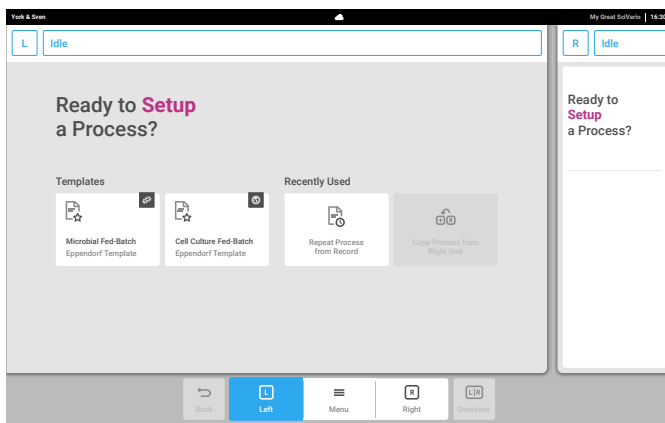 York & Sven
My Great SciVario
16:30
L
Idle
R
Idle
Ready to Setup
a Process?
Ready to
Setup
a Process?
Templates
Recently Used
Microbial Fed-Batch
Eppendorf Template
Cell Culture Fed-Batch
Eppendorf Template
Repeat Process
from Record
Copy Process from
Right Unit
R
Back
L
Left
Menu
R
Right
L|R
Overview